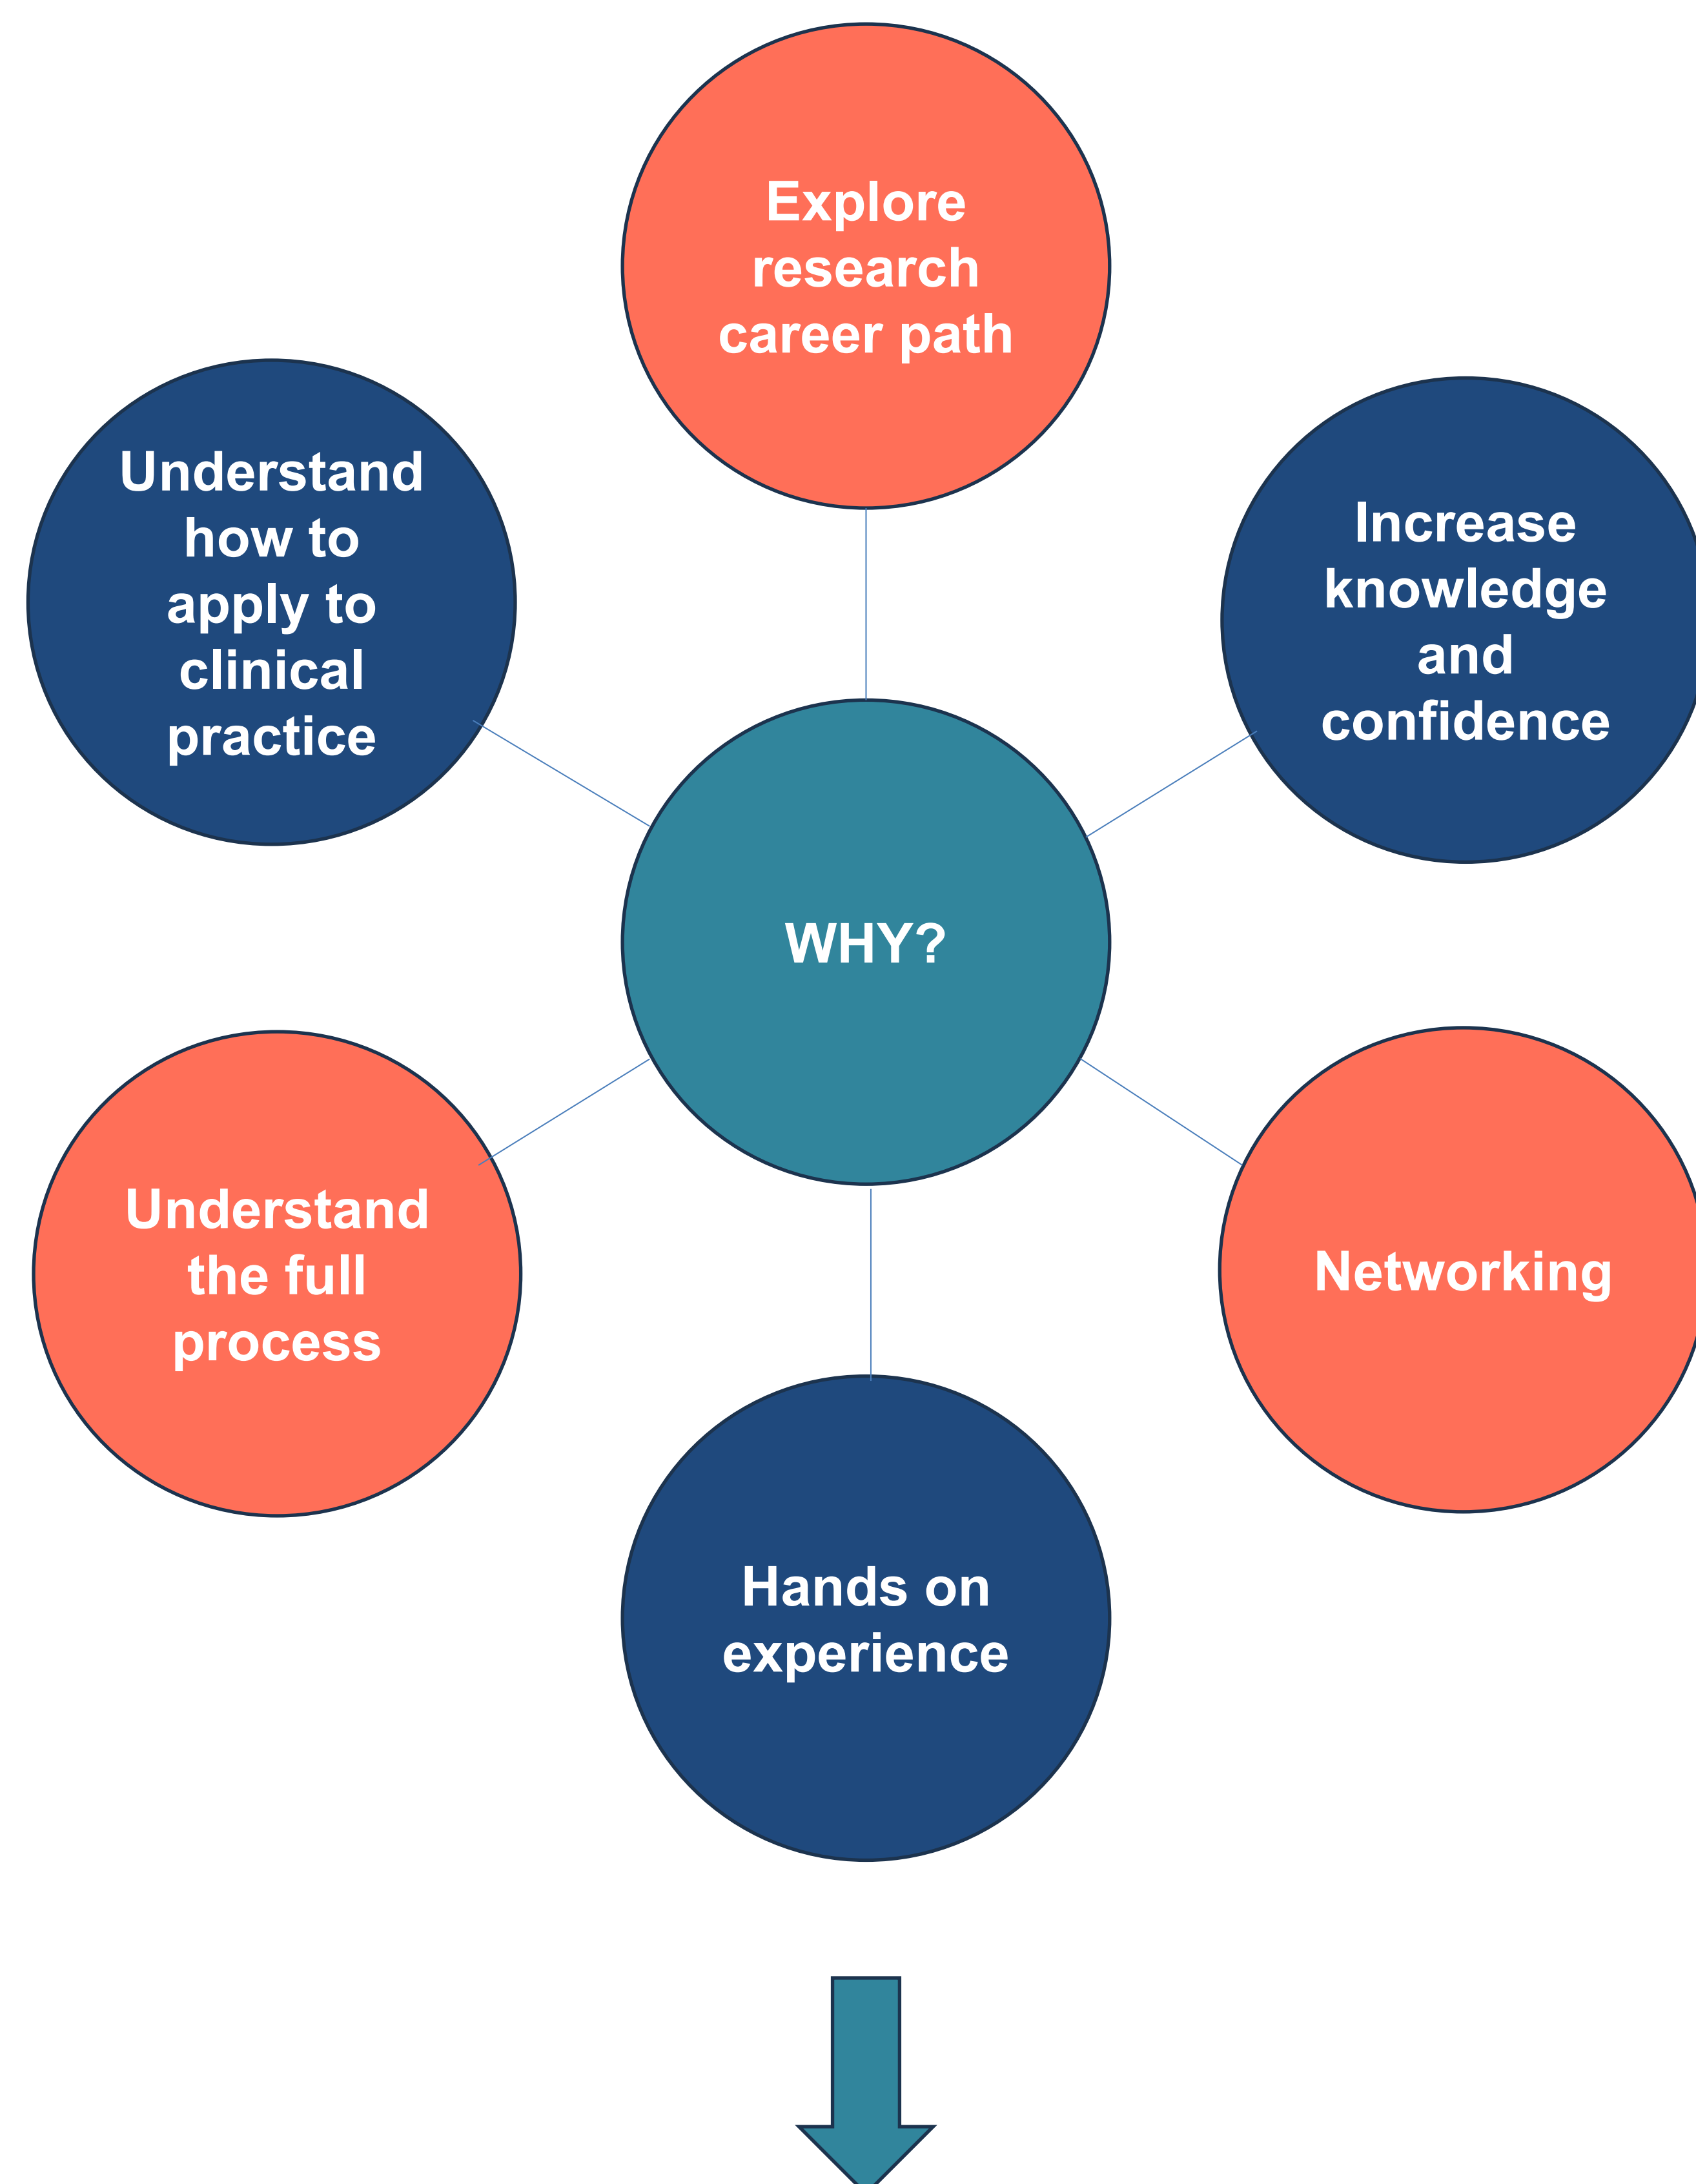 Explore
research
career path
Understand
how to
apply to
clinical
practice
Increase
knowledge
and
confidence
WHY?
Understand
the full
process
Networking
Hands on
experience